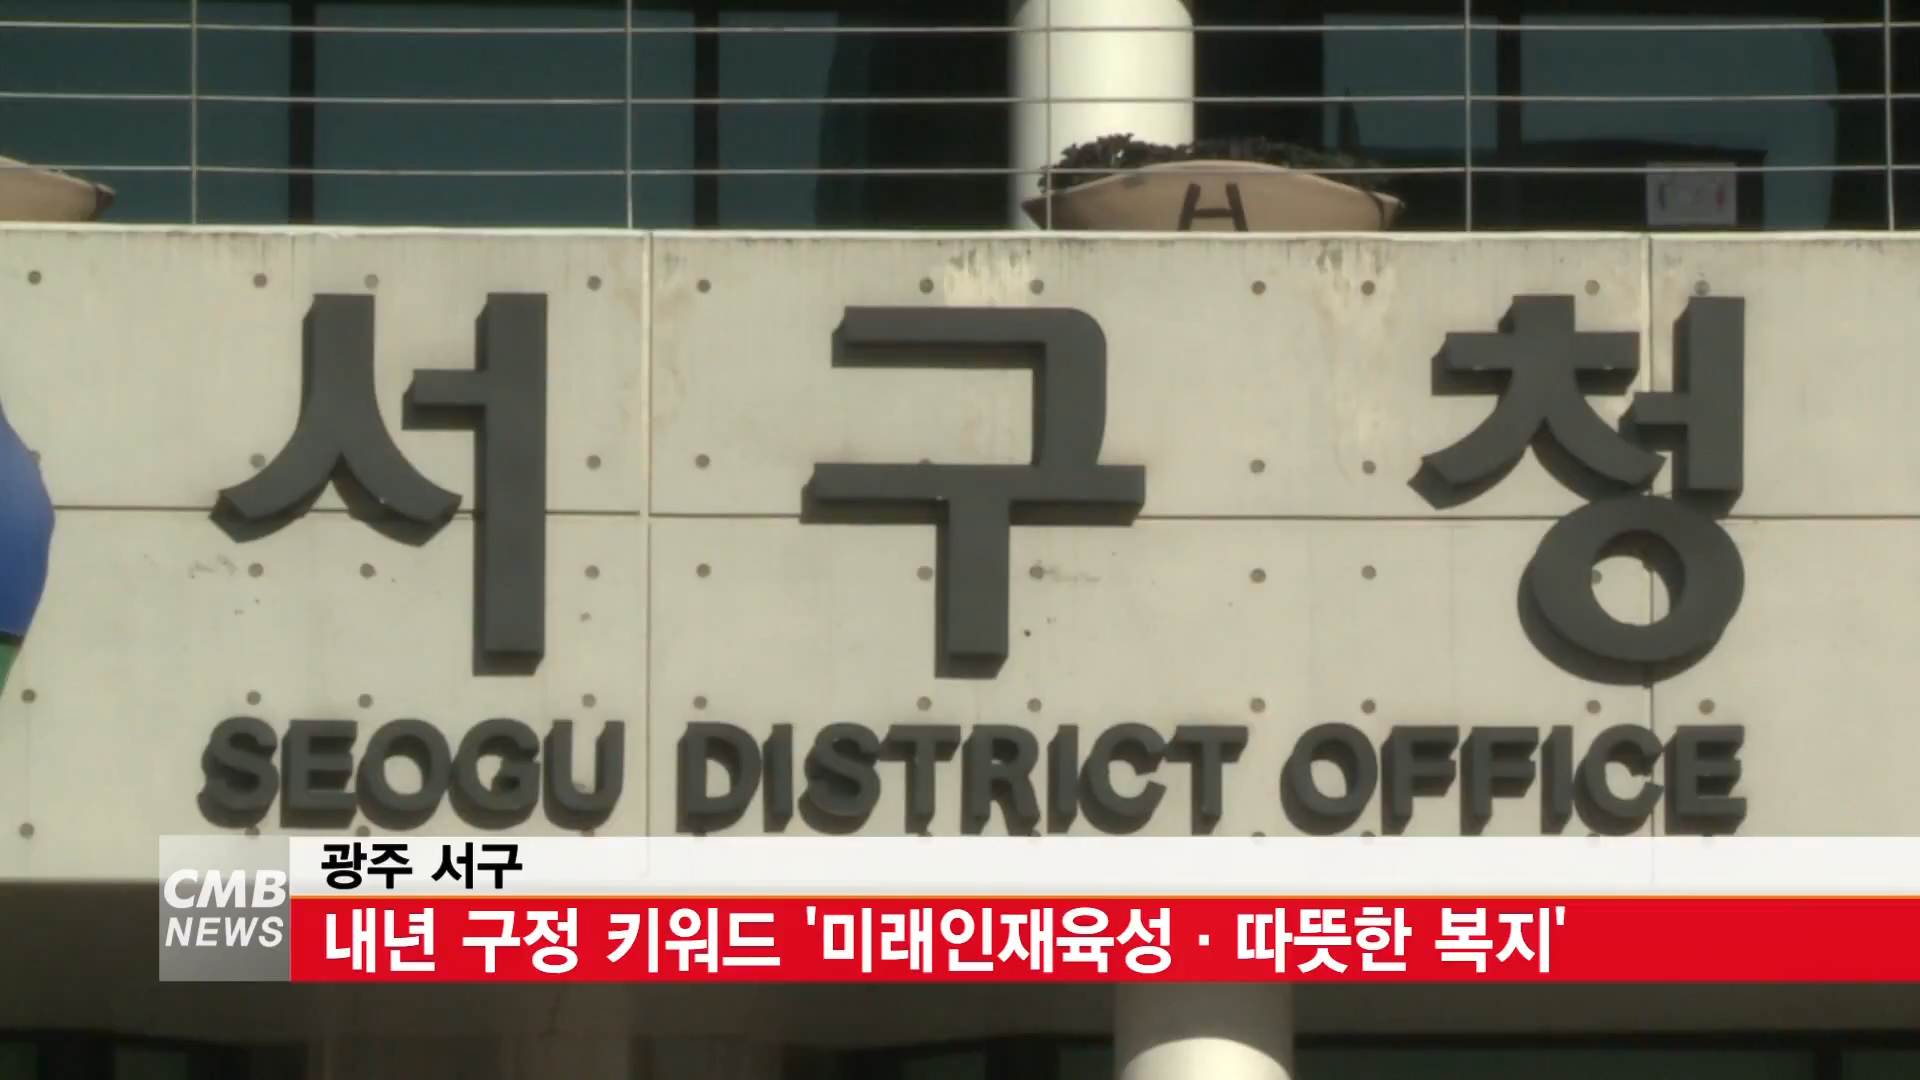 서구청
SEOGU DISTRICT OFFICE
광주 서구
CMB NEWS
내년 구정 키워드 '미래인재육성 · 따뜻한 복지'